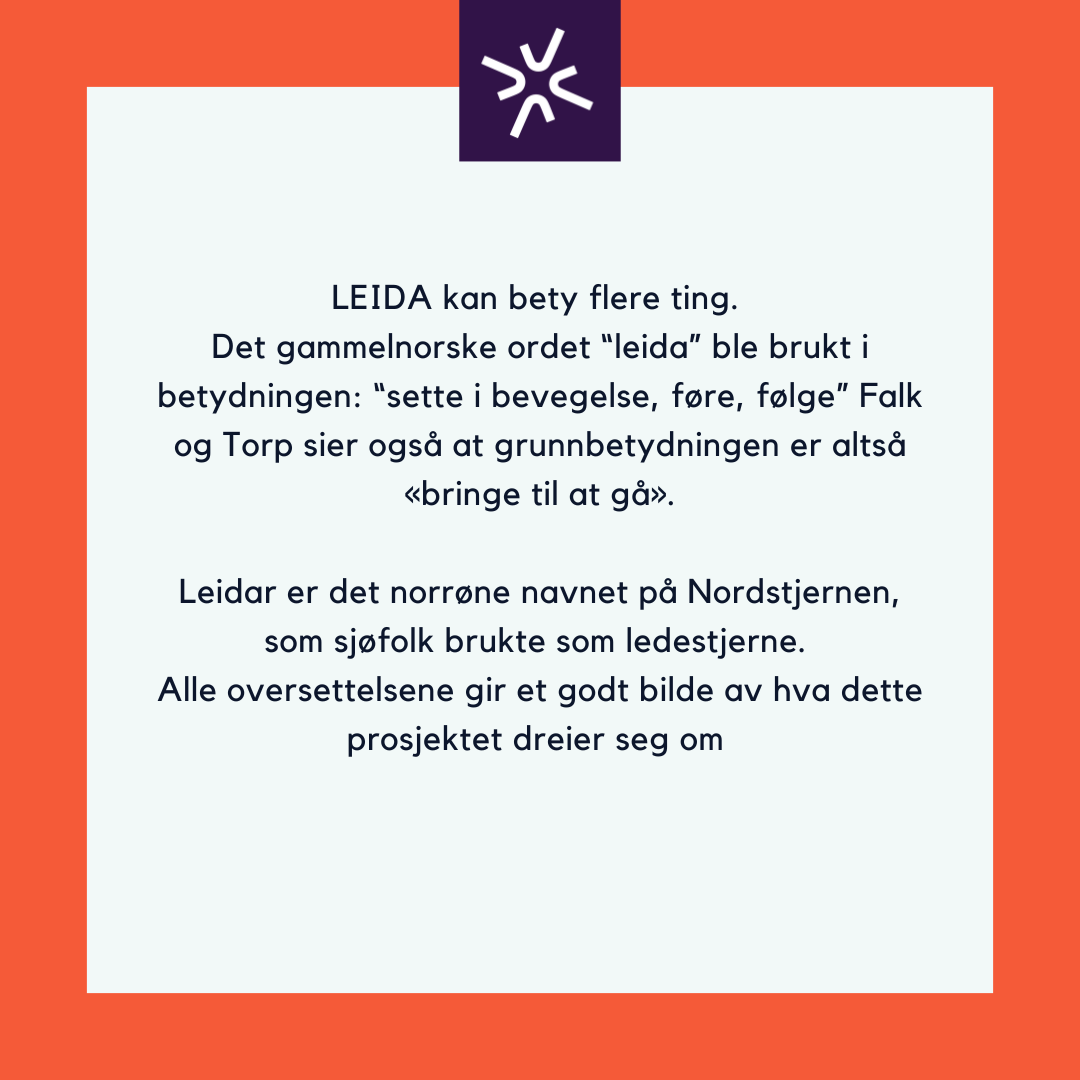 LEIDA kan bety flere ting.
Det gammelnorske ordet “leida” ble brukt i
betydningen: “sette i bevegelse, føre, følge” Falk
og Torp sier også at grunnbetydningen er altså
«bringe til at gå».
Leidar er det norrøne navnet på Nordstjernen,
som sjøfolk brukte som ledestjerne.
Alle oversettelsene gir et godt bilde av hva dette
prosjektet dreier seg om